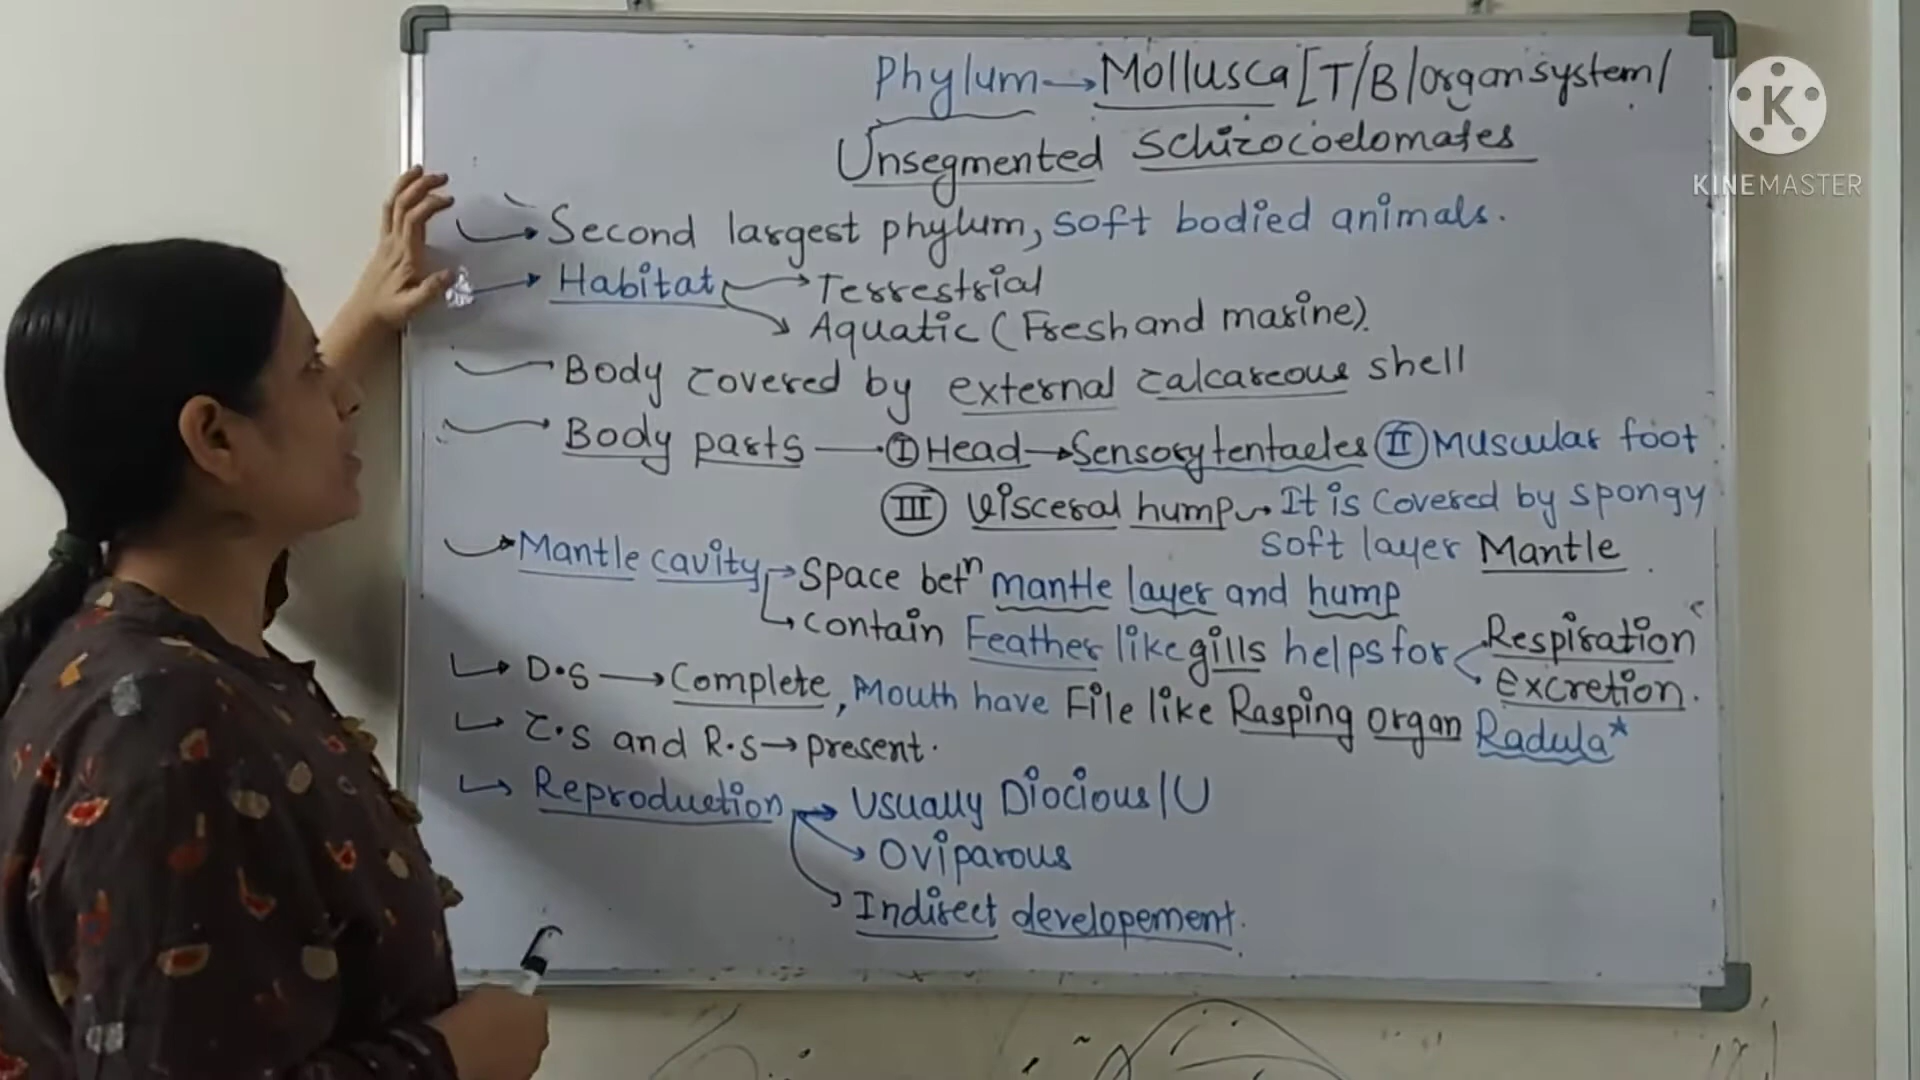 Phylum → Mollusca [T/B/organsystem/
Unsegmented Schizocoelomates
K
KINEMASTER
→ Second largest phylum, soft bodied animals.
→ Habitat → Terrestrial
→ Aquatic (Fresh and marine).
Body covered by external calcareous shell
→ Body parts — I Head → Sensory tentacles II Muscular foot
III Visceral hump → It is covered by spongy
soft layer Mantle
→ Mantle cavity → Space betⁿ mantle layer and hump
→ contain Feather like gills helps for Respiration
Excretion.
→ D.S → Complete, Mouth have File like Rasping organ Radula*
→ C.S and R.S → present.
→ Reproduction → Usually Diocious/U
→ Oviparous
→ Indirect developement.